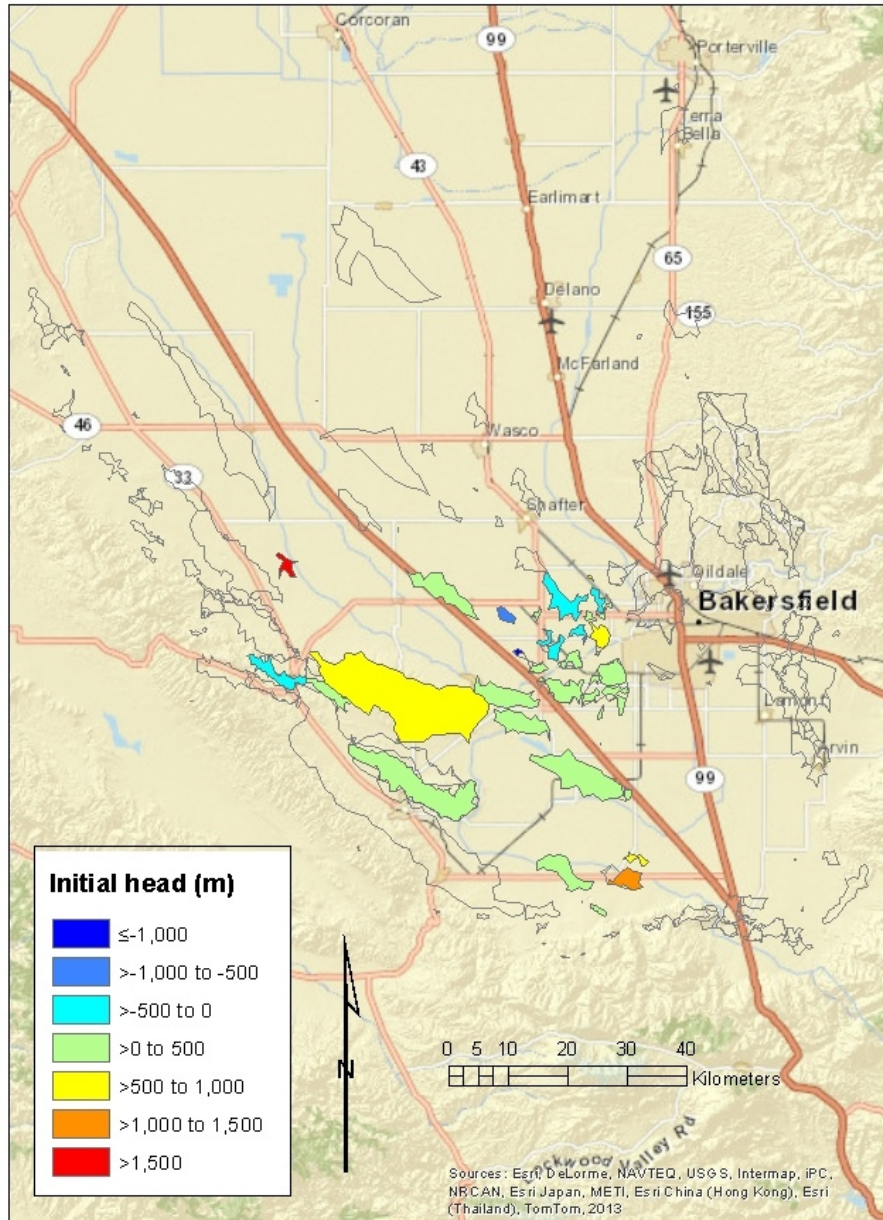 Corcoran
99
Porterville
Terra
Bella
43
Earlimart
65
Delano
155
McFarland
46
Wasco
33
Shafter
Oildale
Bakersfield
Lamont
Arvin
99
Initial head (m)
≤-1,000
>-1,000 to -500
>-500 to 0
>0 to 500
>500 to 1,000
>1,000 to 1,500
>1,500
N
0 5 10 20 30 40
Kilometers
Lockwood Valley Rd
Sources: Esri, DeLorme, NAVTEQ, USGS, Intermap, iPC,
NRCAN, Esri Japan, METI, Esri China (Hong Kong), Esri
(Thailand), TomTom, 2013